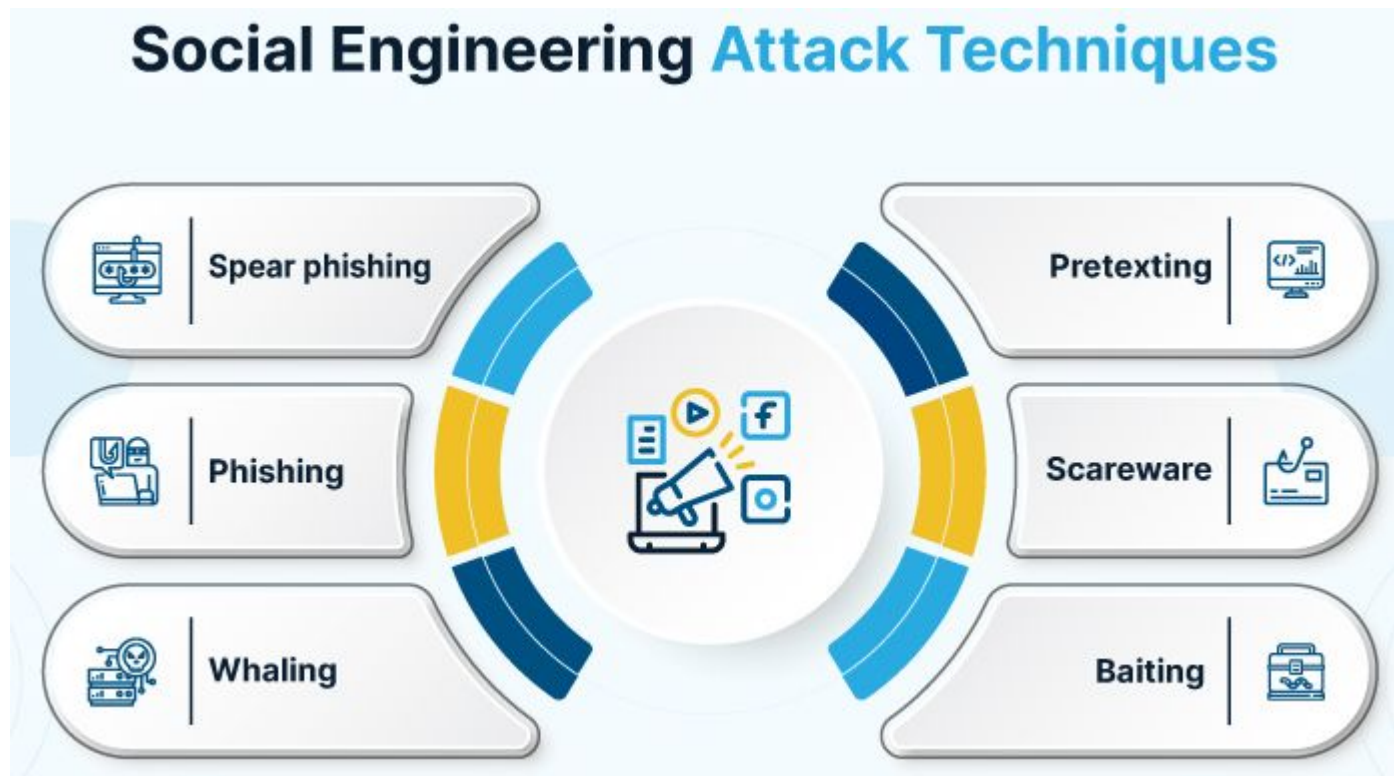 Social Engineering Attack Techniques
Spear phishing
Phishing
Whaling
Pretexting
Scareware
Baiting